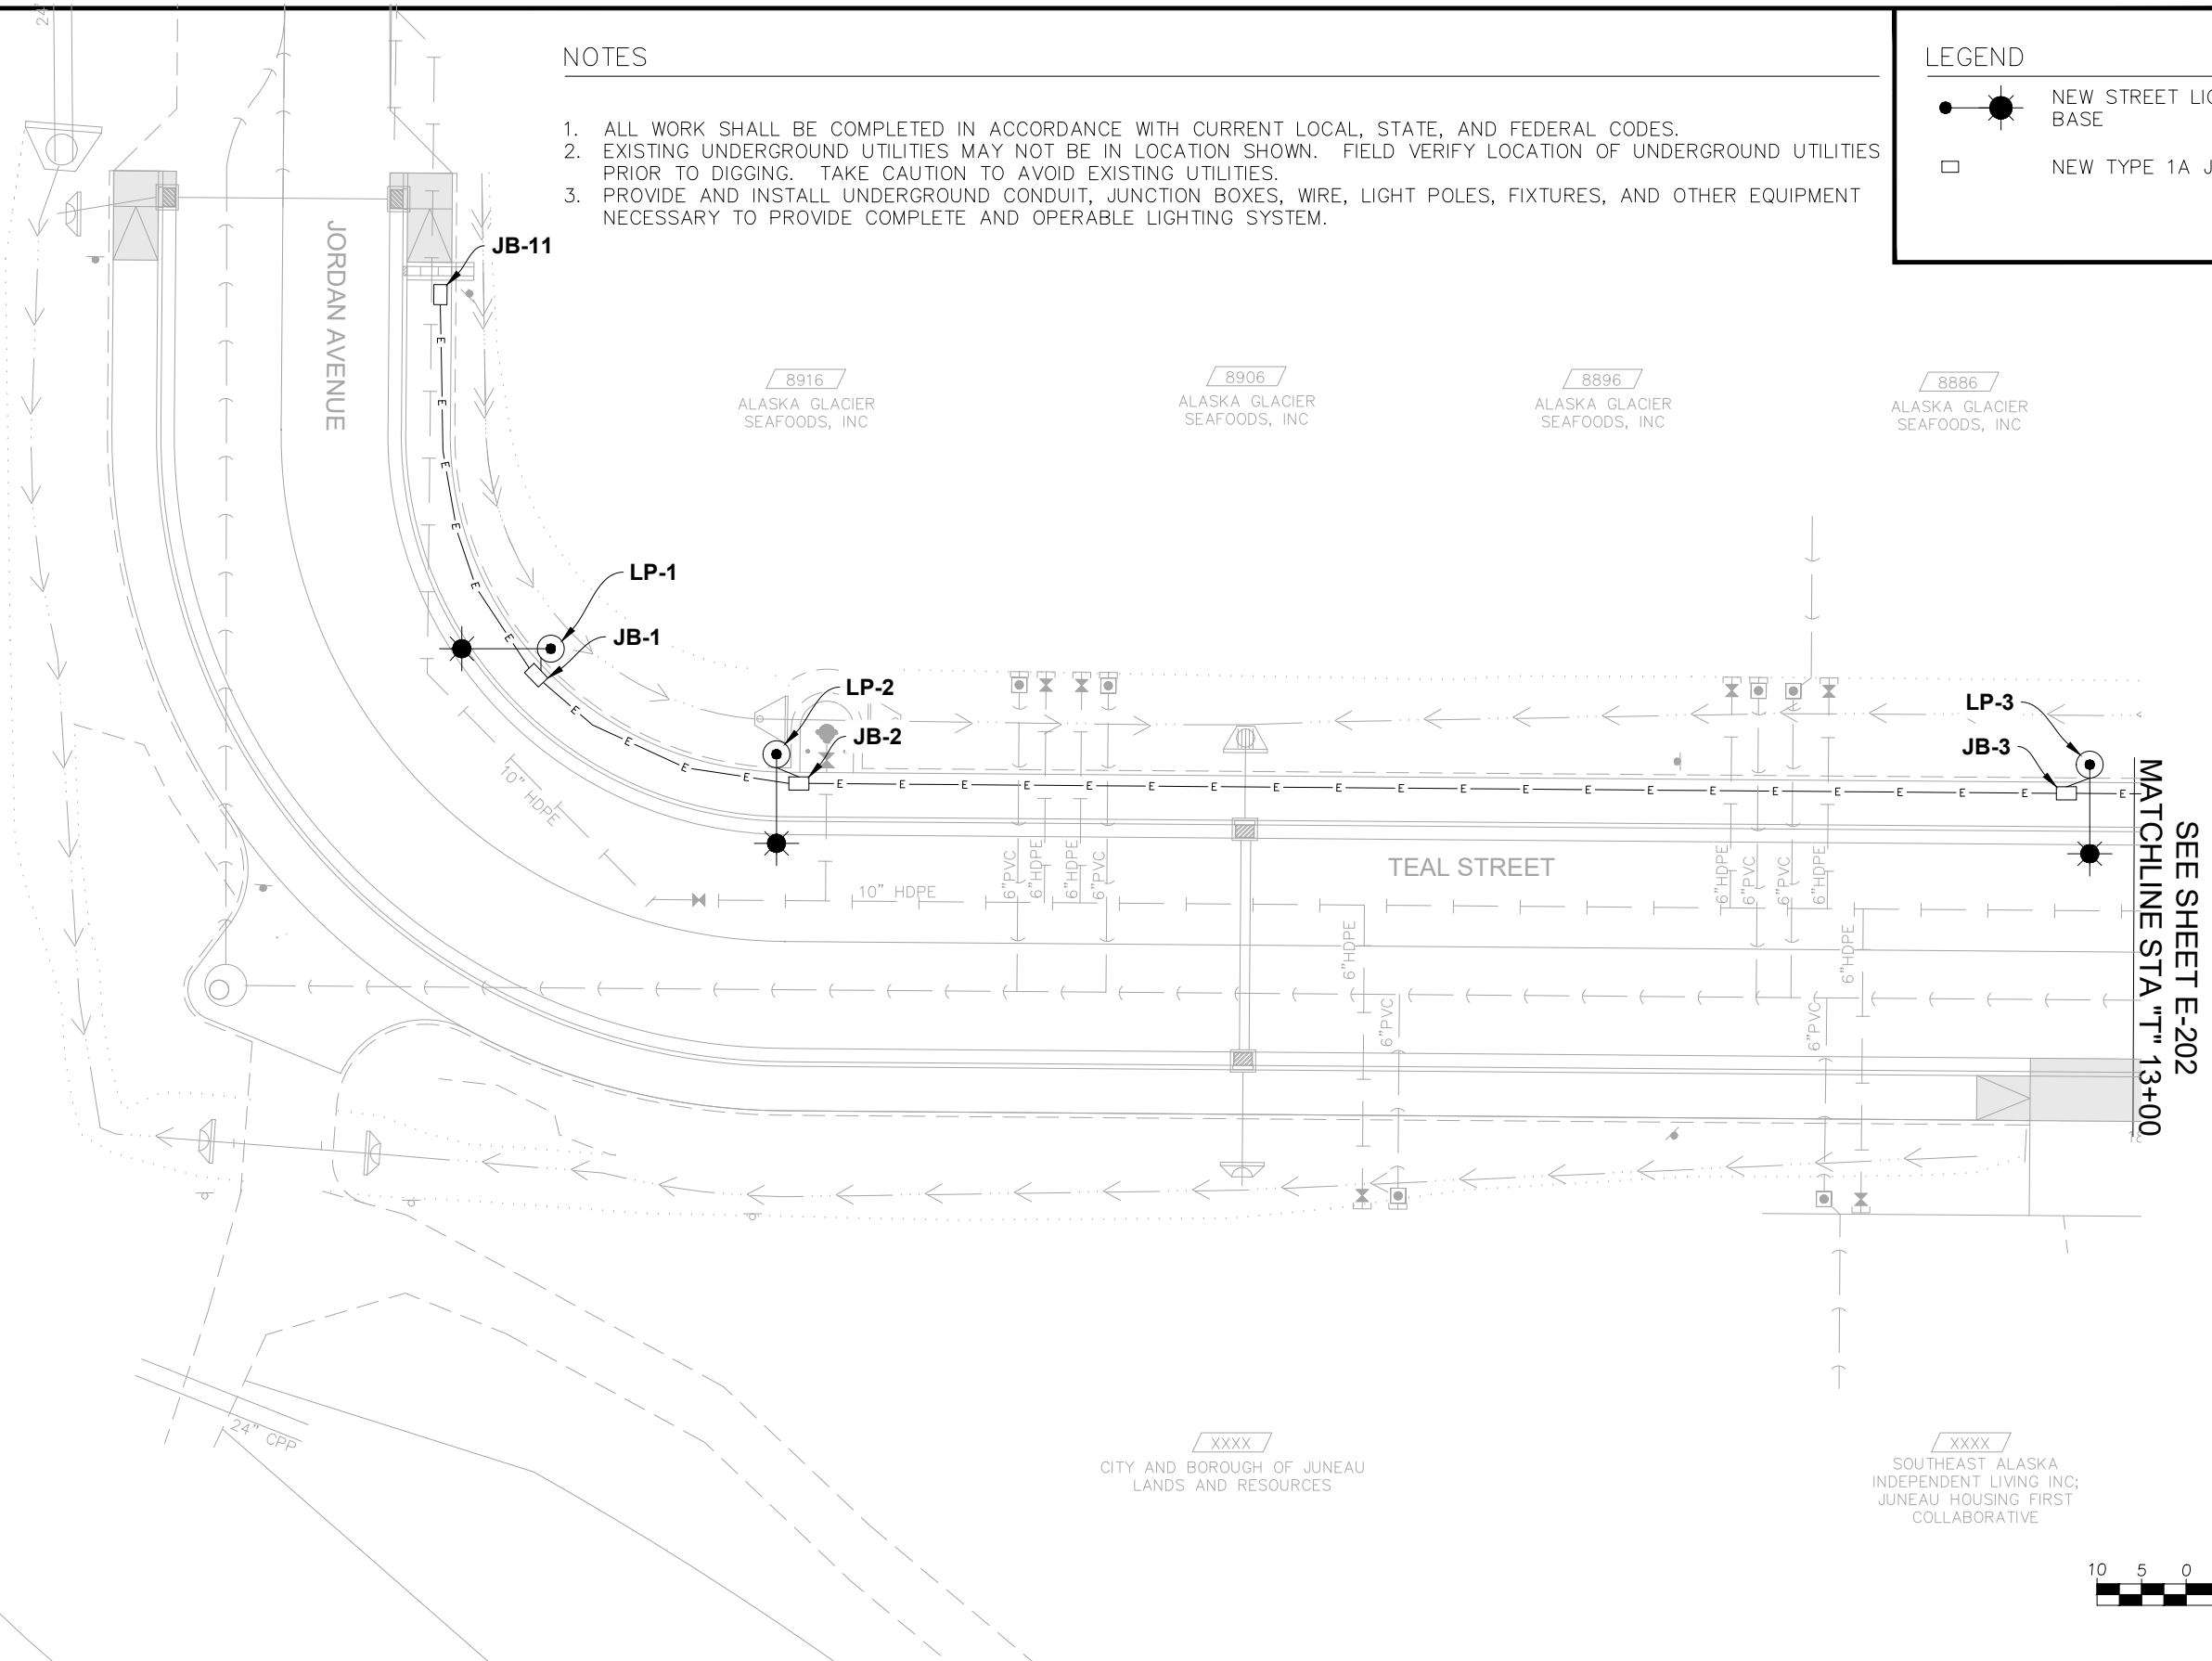 NOTES
1. ALL WORK SHALL BE COMPLETED IN ACCORDANCE WITH CURRENT LOCAL, STATE, AND FEDERAL CODES.
2. EXISTING UNDERGROUND UTILITIES MAY NOT BE IN LOCATION SHOWN. FIELD VERIFY LOCATION OF UNDERGROUND UTILITIES
PRIOR TO DIGGING. TAKE CAUTION TO AVOID EXISTING UTILITIES.
3. PROVIDE AND INSTALL UNDERGROUND CONDUIT, JUNCTION BOXES, WIRE, LIGHT POLES, FIXTURES, AND OTHER EQUIPMENT
NECESSARY TO PROVIDE COMPLETE AND OPERABLE LIGHTING SYSTEM.
LEGEND
NEW STREET LIG
BASE
NEW TYPE 1A J
24"
JORDAN AVENUE
JB-11
8916
ALASKA GLACIER
SEAFOODS, INC
8906
ALASKA GLACIER
SEAFOODS, INC
8896
ALASKA GLACIER
SEAFOODS, INC
8886
ALASKA GLACIER
SEAFOODS, INC
LP-1
JB-1
LP-2
JB-2
LP-3
JB-3
E E E E E E E E E E E E E E E E E E E E E E E E E E E E E E E
10" HDPE
10" HDPE
6"PVC
6"HDPE
6"HDPE
6"PVC
TEAL STREET
6"HDPE
6"PVC
6"PVC
6"HDPE
6"HDPE
6"PVC
6"HDPE
6"PVC
MATCHLINE STA "T" 13+00
SEE SHEET E-202
24" CPP
XXXX
CITY AND BOROUGH OF JUNEAU
LANDS AND RESOURCES
XXXX
SOUTHEAST ALASKA
INDEPENDENT LIVING INC;
JUNEAU HOUSING FIRST
COLLABORATIVE
10 5 0